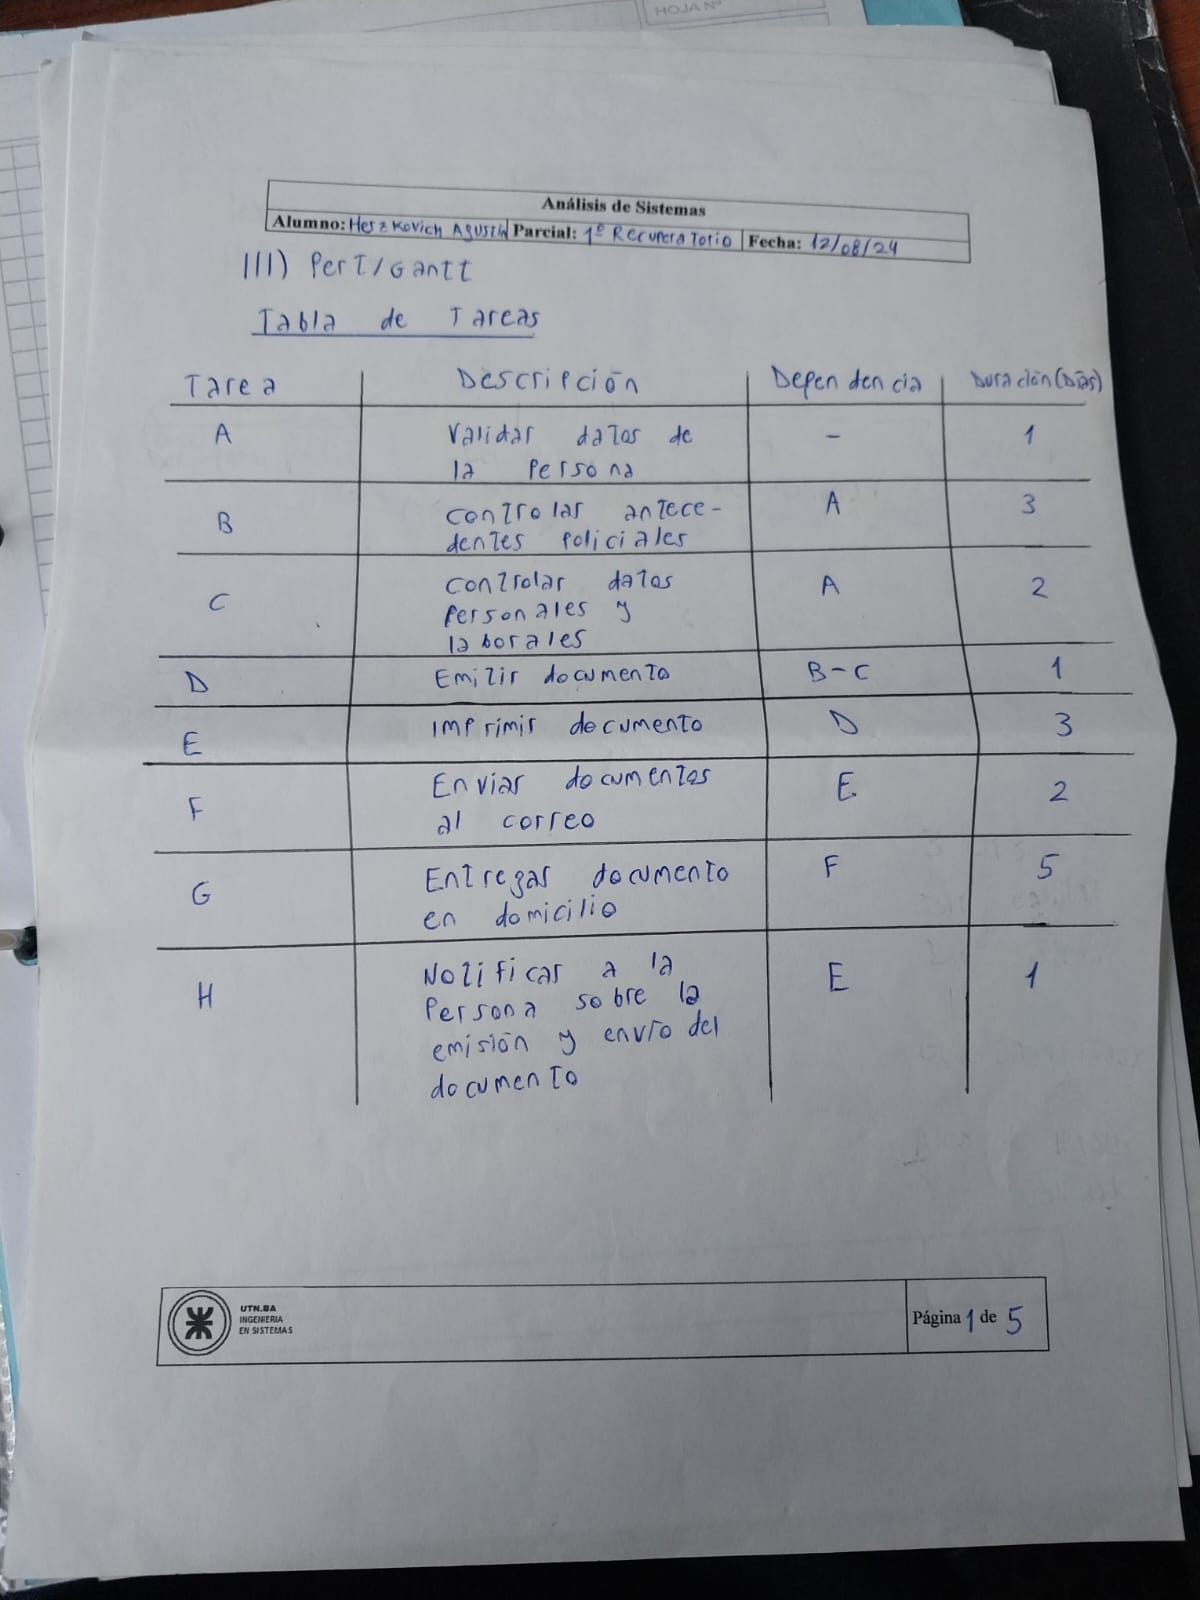 HOJA Nº
Análisis de Sistemas
Alumno: Herzkovich Agustín Parcial: 1º Recuperatorio Fecha: 12/08/24
III) Pert/Gantt
Tabla de Tareas
Tarea Descripción Dependencia Duración (Días)
A Validar datos de - 1
la persona
B Controlar antece- A 3
dentes policiales
C Controlar datos A 2
personales y
laborales
D Emitir documento B-C 1
E Imprimir documento D 3
F Enviar documentos E 2
al correo
G Entregar documento F 5
en domicilio
H Notificar a la E 1
persona sobre la
emisión y envío del
documento
UTN.BA
INGENIERIA
EN SISTEMAS
Página 1 de 5